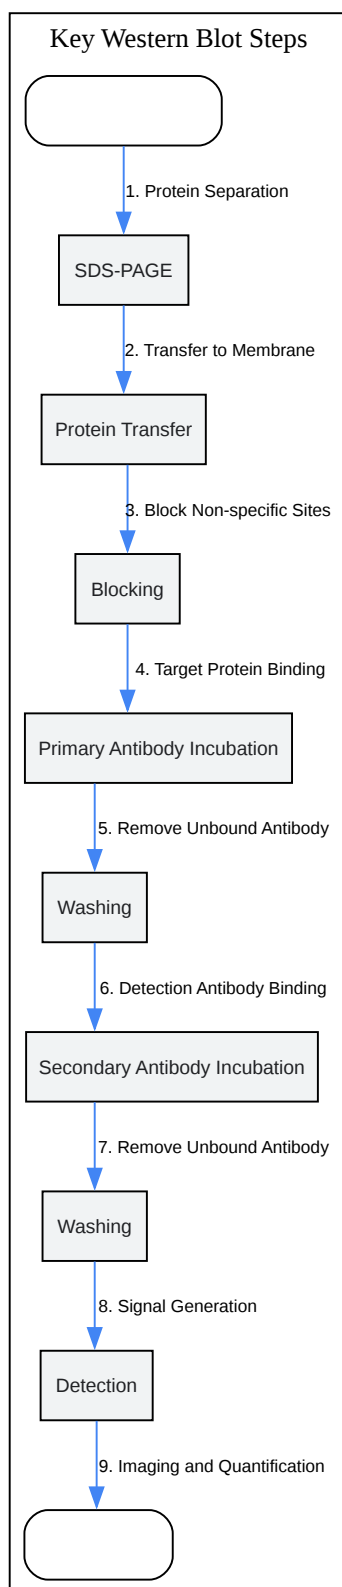 Key Western Blot Steps
1. Protein Separation
SDS-PAGE
2. Transfer to Membrane
Protein Transfer
3. Block Non-specific Sites
Blocking
4. Target Protein Binding
Primary Antibody Incubation
5. Remove Unbound Antibody
Washing
6. Detection Antibody Binding
Secondary Antibody Incubation
7. Remove Unbound Antibody
Washing
8. Signal Generation
Detection
9. Imaging and Quantification